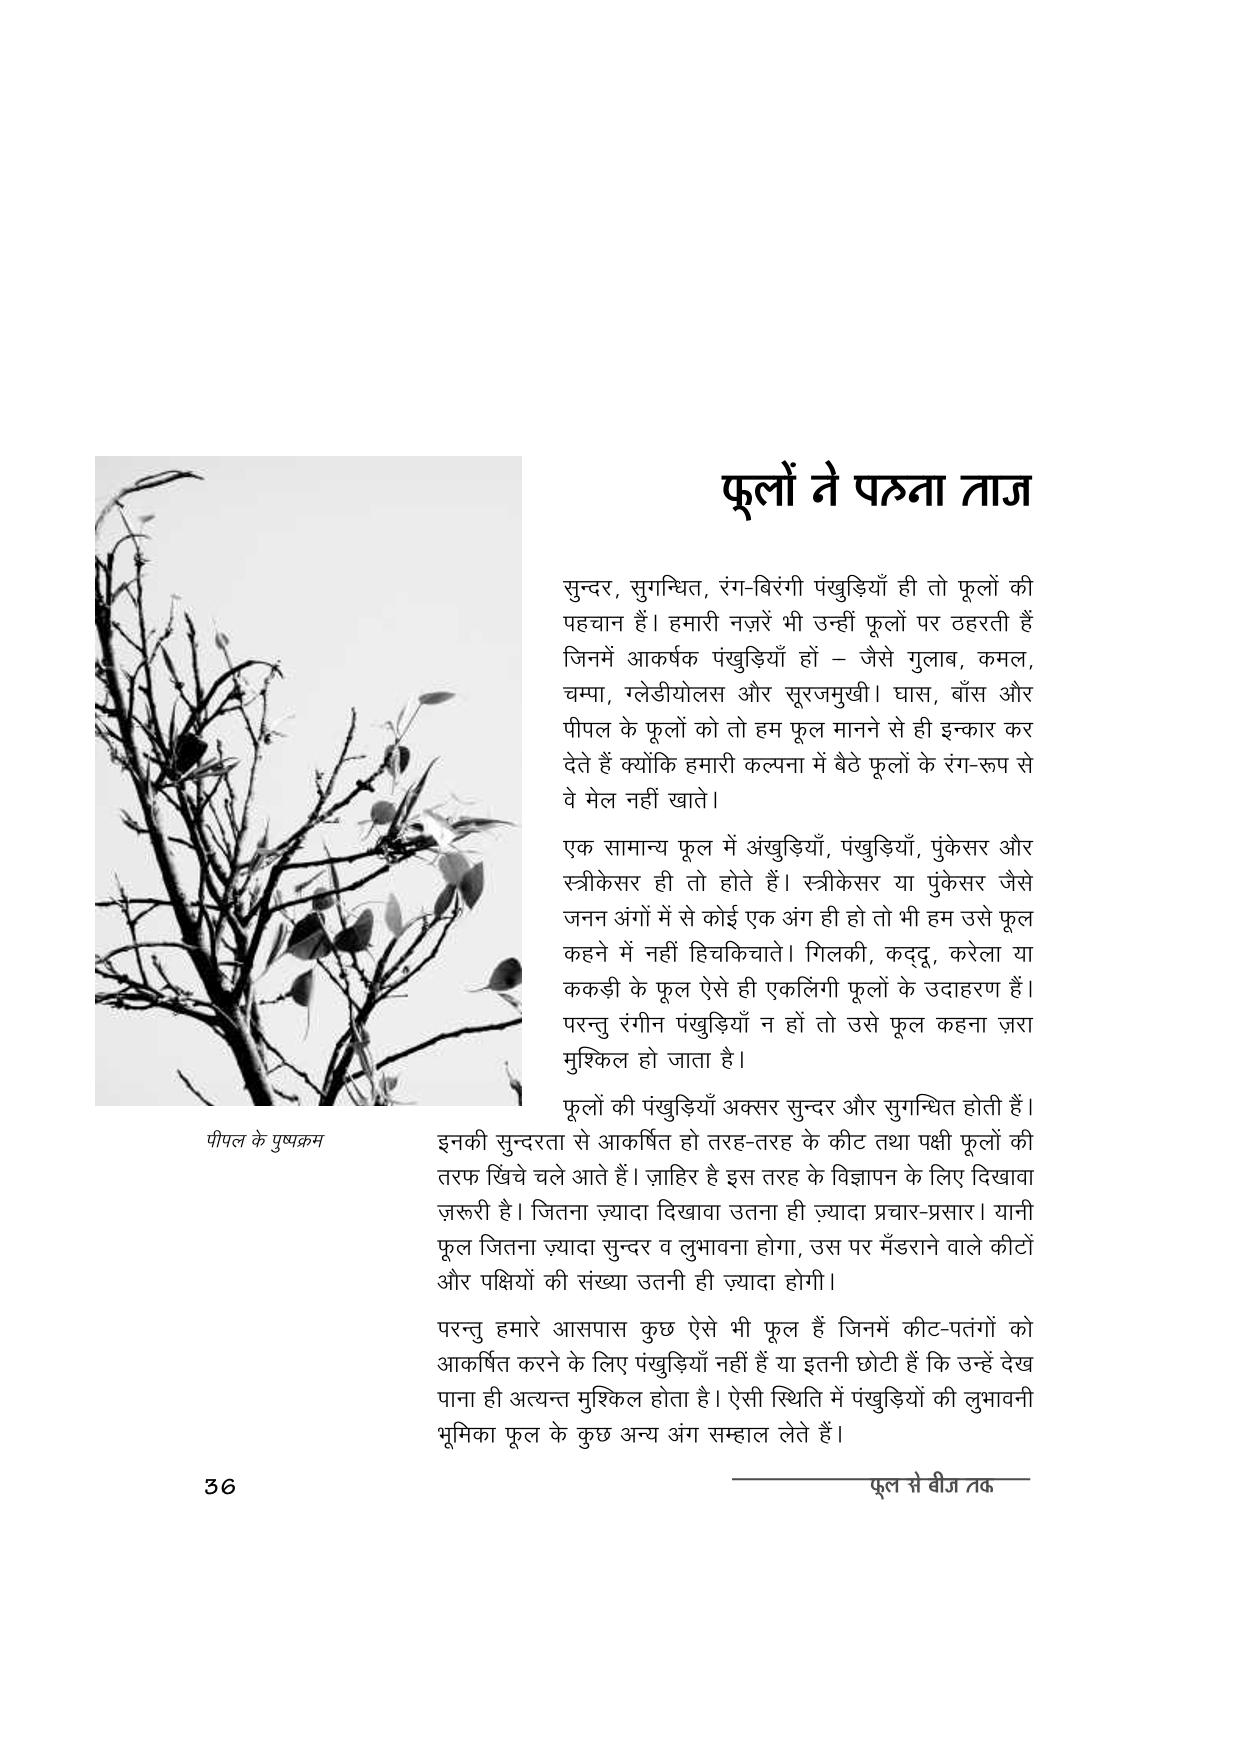 फूलों ने पहना ताज
सुन्दर, सुगन्धित, रंग-बिरंगी पंखुड़ियाँ ही तो फूलों की
पहचान हैं। हमारी नज़रें भी उन्हीं फूलों पर ठहरती हैं
जिनमें आकर्षक पंखुड़ियाँ हों – जैसे गुलाब, कमल,
चम्पा, ग्लेडीयोलस और सूरजमुखी। घास, बाँस और
पीपल के फूलों को तो हम फूल मानने से ही इन्कार कर
देते हैं क्योंकि हमारी कल्पना में बैठे फूलों के रंग-रूप से
वे मेल नहीं खाते।
एक सामान्य फूल में अंखुड़ियाँ, पंखुड़ियाँ, पुंकेसर और
स्त्रीकेसर ही तो होते हैं। स्त्रीकेसर या पुंकेसर जैसे
जनन अंगों में से कोई एक अंग ही हो तो भी हम उसे फूल
कहने में नहीं हिचकिचाते। गिलकी, कद्दू, करेला या
ककड़ी के फूल ऐसे ही एकलिंगी फूलों के उदाहरण हैं।
परन्तु रंगीन पंखुड़ियाँ न हों तो उसे फूल कहना ज़रा
मुश्किल हो जाता है।
फूलों की पंखुड़ियाँ अक्सर सुन्दर और सुगन्धित होती हैं।
इनकी सुन्दरता से आकर्षित हो तरह-तरह के कीट तथा पक्षी फूलों की
तरफ खिंचे चले आते हैं। ज़ाहिर है इस तरह के विज्ञापन के लिए दिखावा
ज़रूरी है। जितना ज़्यादा दिखावा उतना ही ज़्यादा प्रचार-प्रसार। यानी
फूल जितना ज़्यादा सुन्दर व लुभावना होगा, उस पर मँडराने वाले कीटों
और पक्षियों की संख्या उतनी ही ज़्यादा होगी।
परन्तु हमारे आसपास कुछ ऐसे भी फूल हैं जिनमें कीट-पतंगों को
आकर्षित करने के लिए पंखुड़ियाँ नहीं हैं या इतनी छोटी हैं कि उन्हें देख
पाना ही अत्यन्त मुश्किल होता है। ऐसी स्थिति में पंखुड़ियों की लुभावनी
भूमिका फूल के कुछ अन्य अंग सम्हाल लेते हैं।
पीपल के पुष्पक्रम
36
फूल से बीज तक